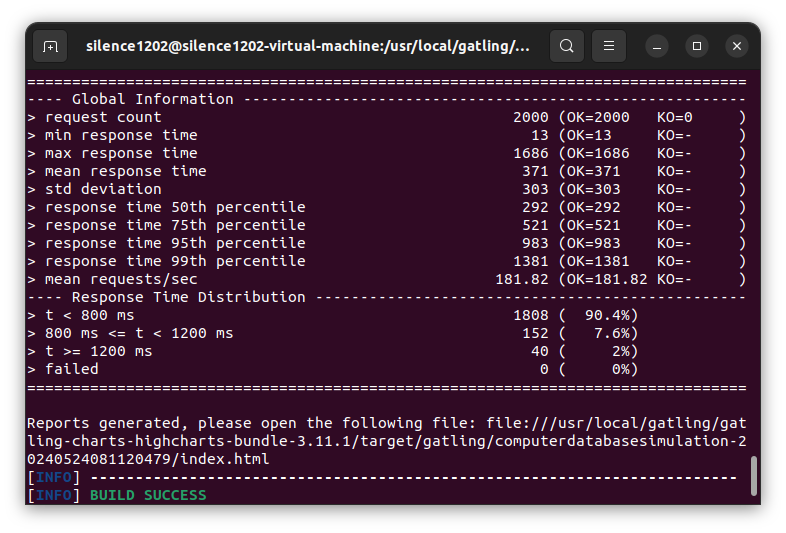 silence1202@silence1202-virtual-machine:/usr/local/gatling/...
================================================================================
---- Global Information --------------------------------------------------------
> request count                                       2000 (OK=2000   KO=0     )
> min response time                                     13 (OK=13     KO=-     )
> max response time                                   1686 (OK=1686   KO=-     )
> mean response time                                   371 (OK=371    KO=-     )
> std deviation                                        303 (OK=303    KO=-     )
> response time 50th percentile                        292 (OK=292    KO=-     )
> response time 75th percentile                        521 (OK=521    KO=-     )
> response time 95th percentile                        983 (OK=983    KO=-     )
> response time 99th percentile                       1381 (OK=1381   KO=-     )
> mean requests/sec                                 181.82 (OK=181.82 KO=-     )
---- Response Time Distribution ------------------------------------------------
> t < 800 ms                                          1808 (  90.4%)
> 800 ms <= t < 1200 ms                                152 (   7.6%)
> t >= 1200 ms                                          40 (     2%)
> failed                                                 0 (     0%)
================================================================================
Reports generated, please open the following file: file:///usr/local/gatling/gat
ling-charts-highcharts-bundle-3.11.1/target/gatling/computerdatabasesimulation-2
0240524081120479/index.html
[INFO] ------------------------------------------------------------------------
[INFO] BUILD SUCCESS